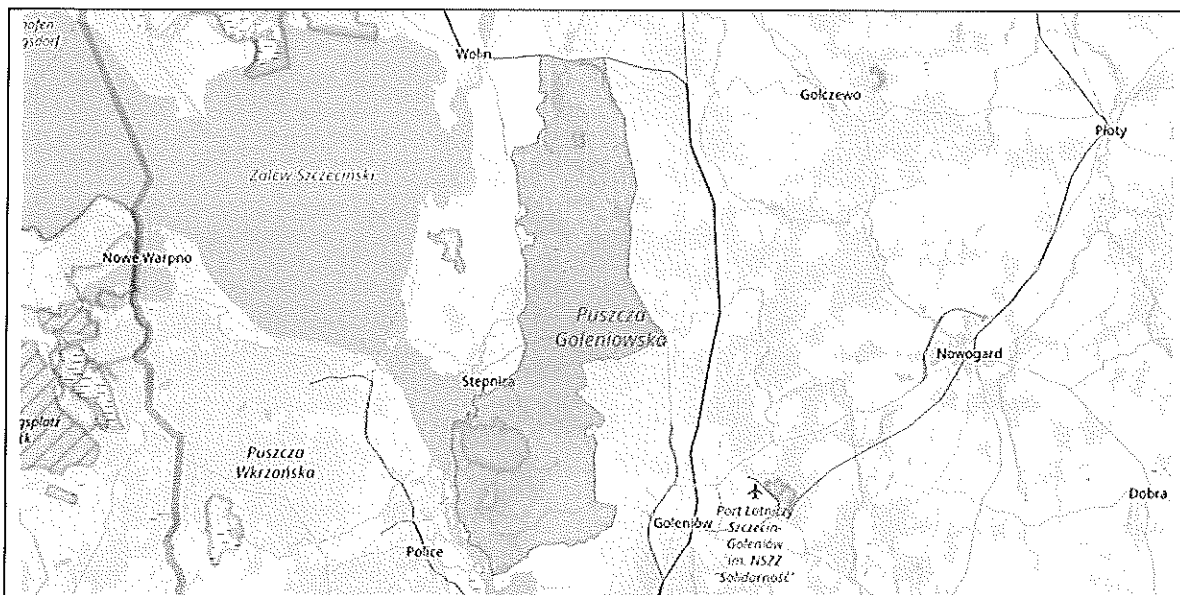 Wolin
Golczewo
Płoty
Zalew Szczeciński
Nowe Warpno
Puszcza
Goleniowska
Nowogard
Stepnica
Puszcza
Wkrzańska
Dobra
Goleniów
Port Lotniczy
Szczecin-
Goleniów
im. NSZZ
"Solidarność"
Police